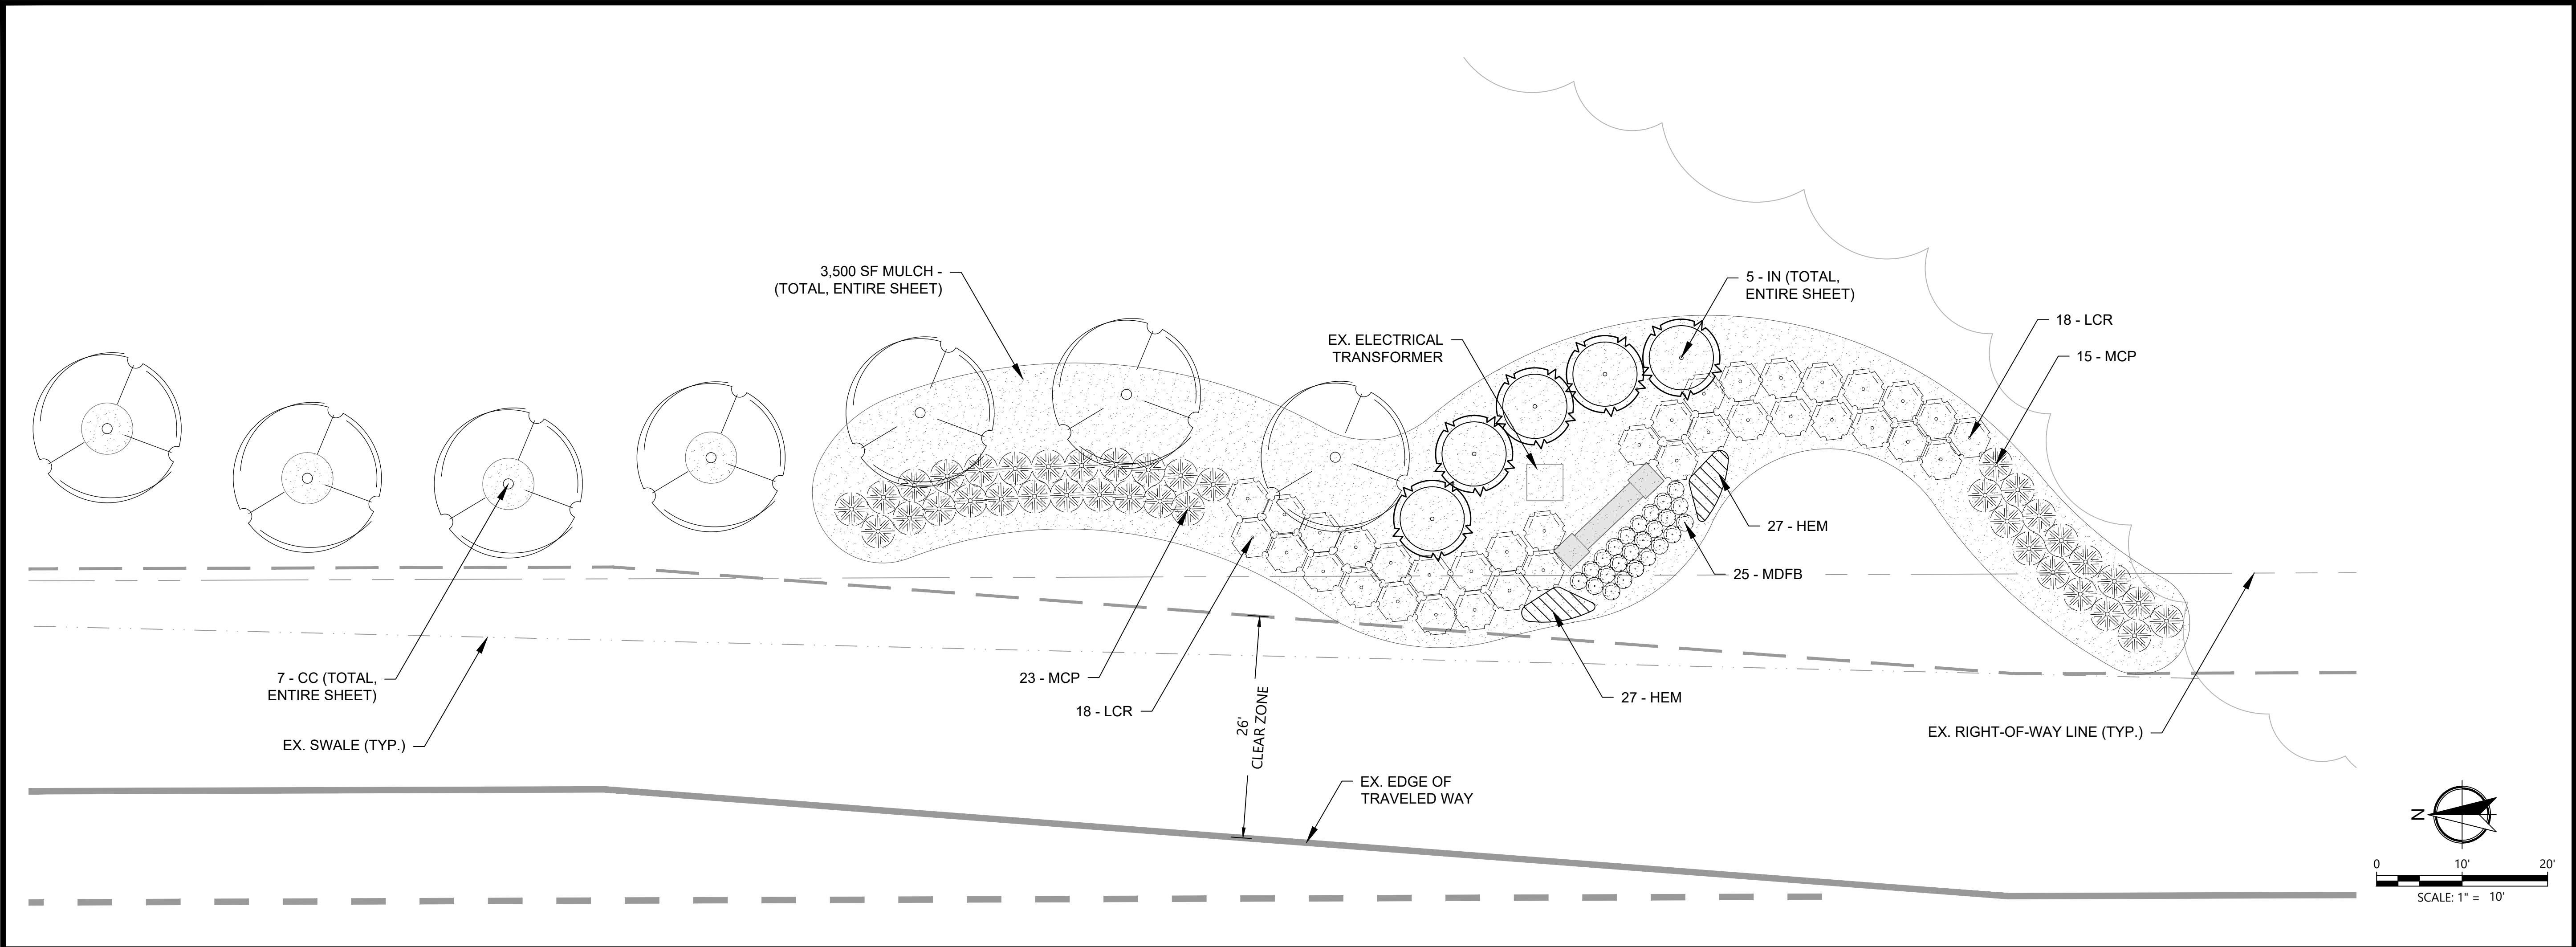 3,500 SF MULCH -
(TOTAL, ENTIRE SHEET)
5 - IN (TOTAL,
ENTIRE SHEET)
EX. ELECTRICAL
TRANSFORMER
18 - LCR
15 - MCP
27 - HEM
25 - MDFB
7 - CC (TOTAL,
ENTIRE SHEET)
23 - MCP
18 - LCR
27 - HEM
26'
CLEAR ZONE
EX. SWALE (TYP.)
EX. RIGHT-OF-WAY LINE (TYP.)
EX. EDGE OF
TRAVELED WAY
N
0 10' 20'
SCALE: 1" = 10'